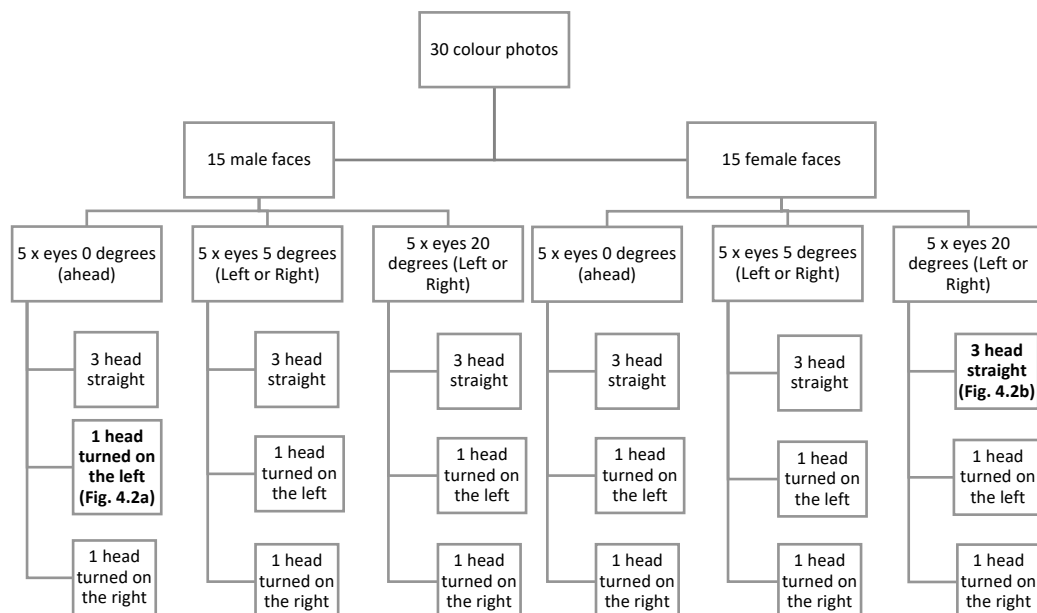 30 colour photos
15 male faces
15 female faces
5 x eyes 0 degrees
(ahead)
5 x eyes 5 degrees
(Left or Right)
5 x eyes 20
degrees (Left or
Right)
5 x eyes 0 degrees
(ahead)
5 x eyes 5 degrees
(Left or Right)
5 x eyes 20
degrees (Left or
Right)
3 head
straight
3 head
straight
3 head
straight
3 head
straight
3 head
straight
3 head
straight
(Fig. 4.2b)
1 head
turned on
the left
(Fig. 4.2a)
1 head
turned on
the left
1 head
turned on
the left
1 head
turned on
the left
1 head
turned on
the left
1 head
turned on
the left
1 head
turned on
the right
1 head
turned on
the right
1 head
turned on
the right
1 head
turned on
the right
1 head
turned on
the right
1 head
turned on
the right